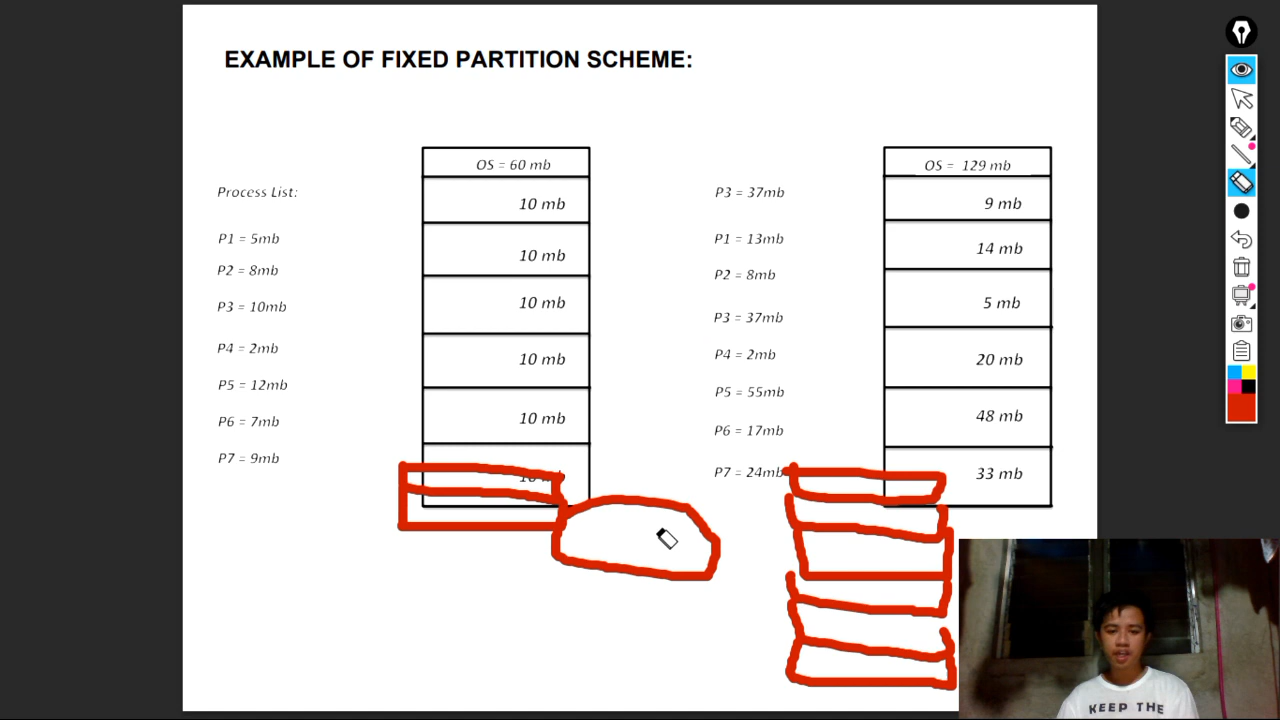 EXAMPLE OF FIXED PARTITION SCHEME:
OS = 60 mb
Process List:
10 mb
P1 = 5mb
10 mb
P2 = 8mb
P3 = 10mb
10 mb
P4 = 2mb
10 mb
P5 = 12mb
P6 = 7mb
10 mb
P7 = 9mb
OS = 129 mb
P3 = 37mb
9 mb
P1 = 13mb
14 mb
P2 = 8mb
P3 = 37mb
5 mb
P4 = 2mb
20 mb
P5 = 55mb
P6 = 17mb
48 mb
P7 = 24mb
33 mb
KEEP THE